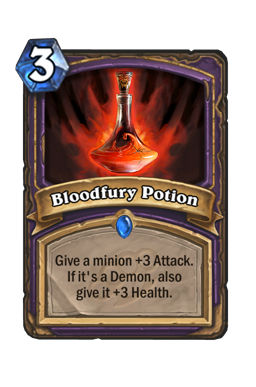 3
Bloodfury Potion
Give a minion +3 Attack.
If it's a Demon, also
give it +3 Health.